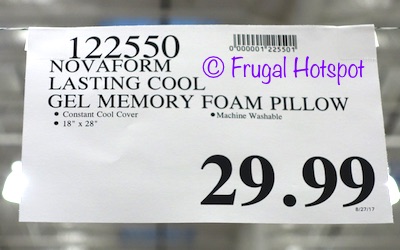 122550
0000001225501
NOVAFORM
© Frugal Hotspot
LASTING COOL
GEL MEMORY FOAM PILLOW
• Constant Cool Cover • Machine Washable
• 18" x 28"
29.99
8/27/17